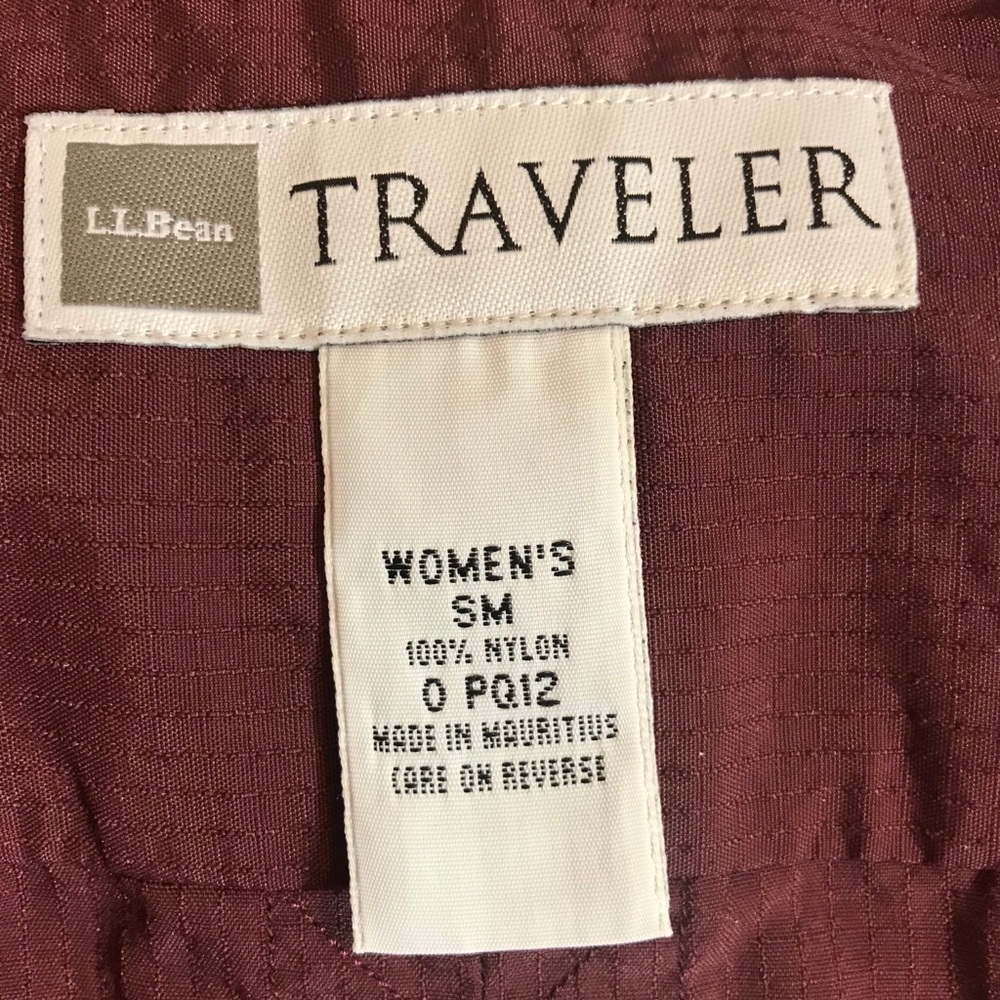 L.L.Bean TRAVELER
WOMEN'S
SM
100% NYLON
0 PQ12
MADE IN MAURITIUS
CARE ON REVERSE